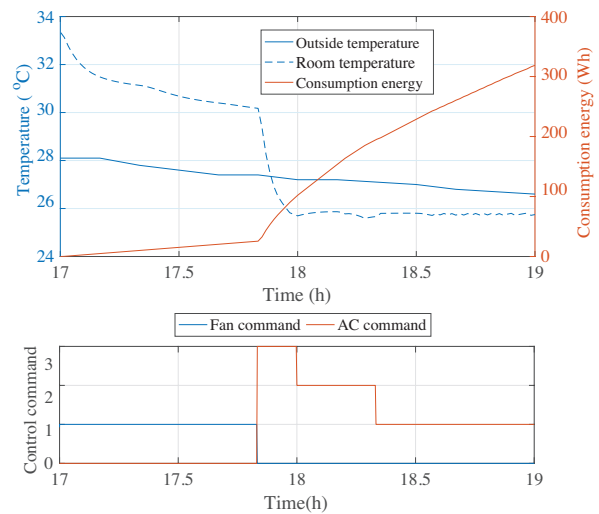 34
32
30
28
26
24
Temperature ( °C)
400
300
200
100
0
Consumption energy (Wh)
Outside temperature
Room temperature
Consumption energy
17
17.5
18
18.5
19
Time (h)
Fan command
AC command
3
2
1
0
Control command
17
17.5
18
18.5
19
Time(h)